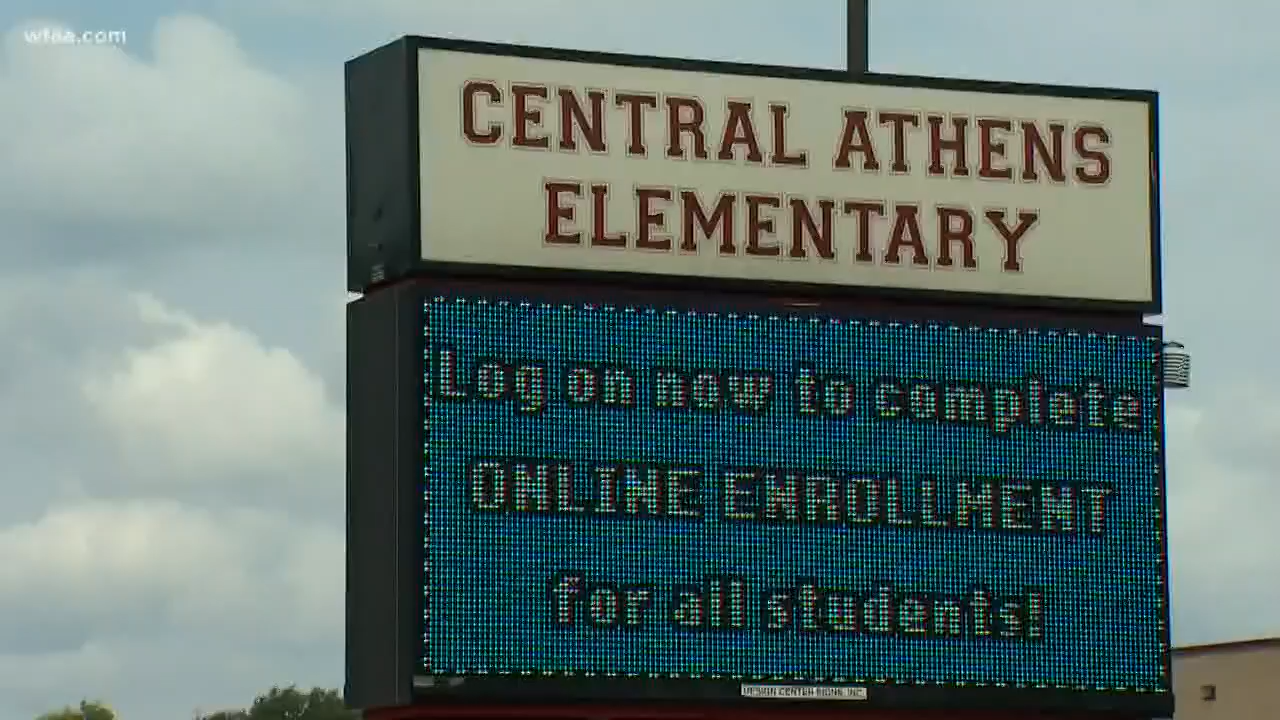 wfaa.com
CENTRAL ATHENS
ELEMENTARY
Log on now to complete
ONLINE ENROLLMENT
for all students!
DESIGN CENTER SIGNS, INC.